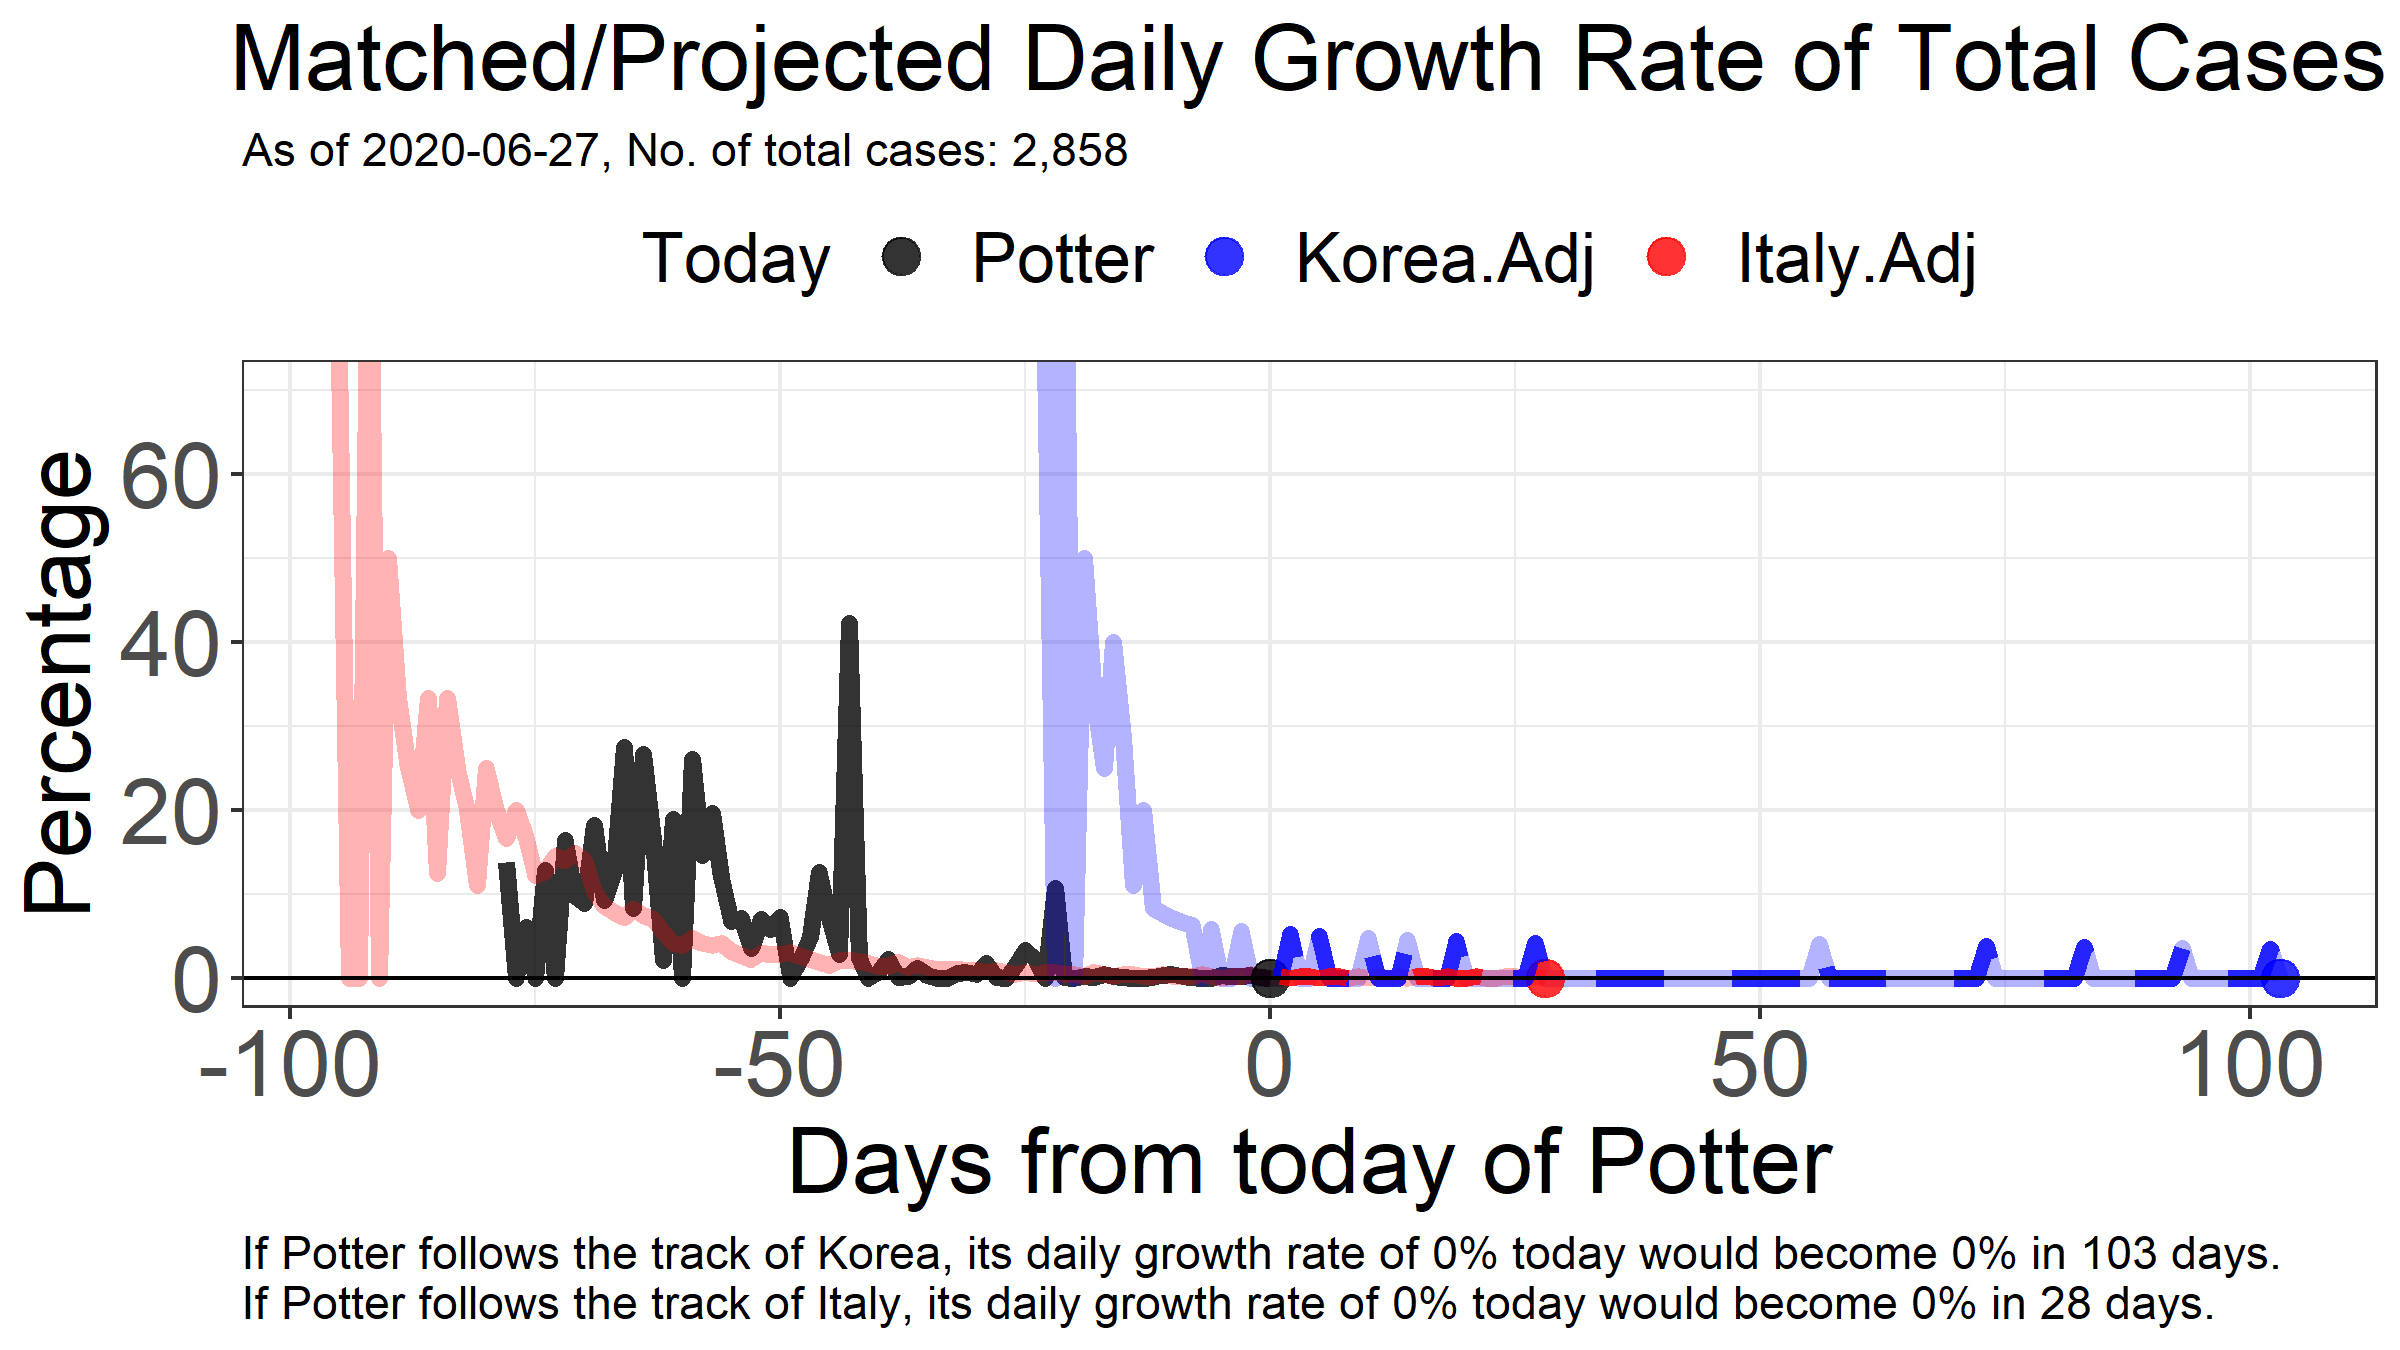 Matched/Projected Daily Growth Rate of Total Cases
As of 2020-06-27, No. of total cases: 2,858
Today Potter Korea.Adj Italy.Adj
Percentage
60
40
20
0
-100 -50 0 50 100
Days from today of Potter
If Potter follows the track of Korea, its daily growth rate of 0% today would become 0% in 103 days.
If Potter follows the track of Italy, its daily growth rate of 0% today would become 0% in 28 days.